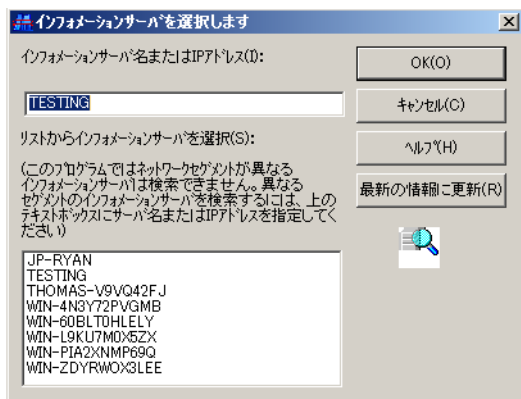 インフォメーションサーバを選択します
インフォメーションサーバ名またはIPアドレス(I):
OK(O)
TESTING
キャンセル(C)
リストからインフォメーションサーバを選択(S):
ヘルプ(H)
(このプログラムではネットワークセグメントが異なる
インフォメーションサーバは検索できません。異なる
セグメントのインフォメーションサーバを検索するには、上の
テキストボックスにサーバ名またはIPアドレスを指定してく
ださい)
最新の情報に更新(R)
JP-RYAN
TESTING
THOMAS-V9VQ42FJ
WIN-4N3Y72PVGMB
WIN-60BLT0HLELY
WIN-L9KU7M0X5ZX
WIN-PIA2XNMP69Q
WIN-ZDYRWOX3LEE